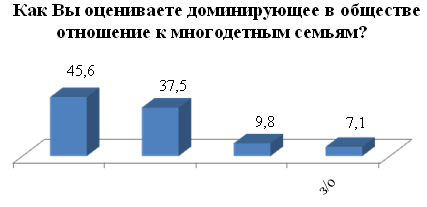 Как Вы оцениваете доминирующее в обществе
отношение к многодетным семьям?
45,6
37,5
9,8
7,1
з/о